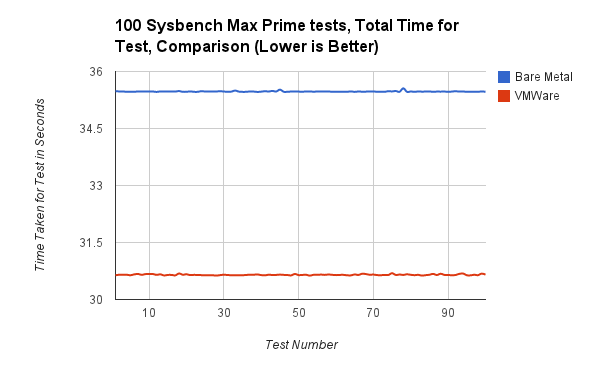 100 Sysbench Max Prime tests, Total Time for
Test, Comparison (Lower is Better)
Bare Metal
VMWare
Time Taken for Test in Seconds
36
34.5
33
31.5
30
10
30
50
70
90
Test Number